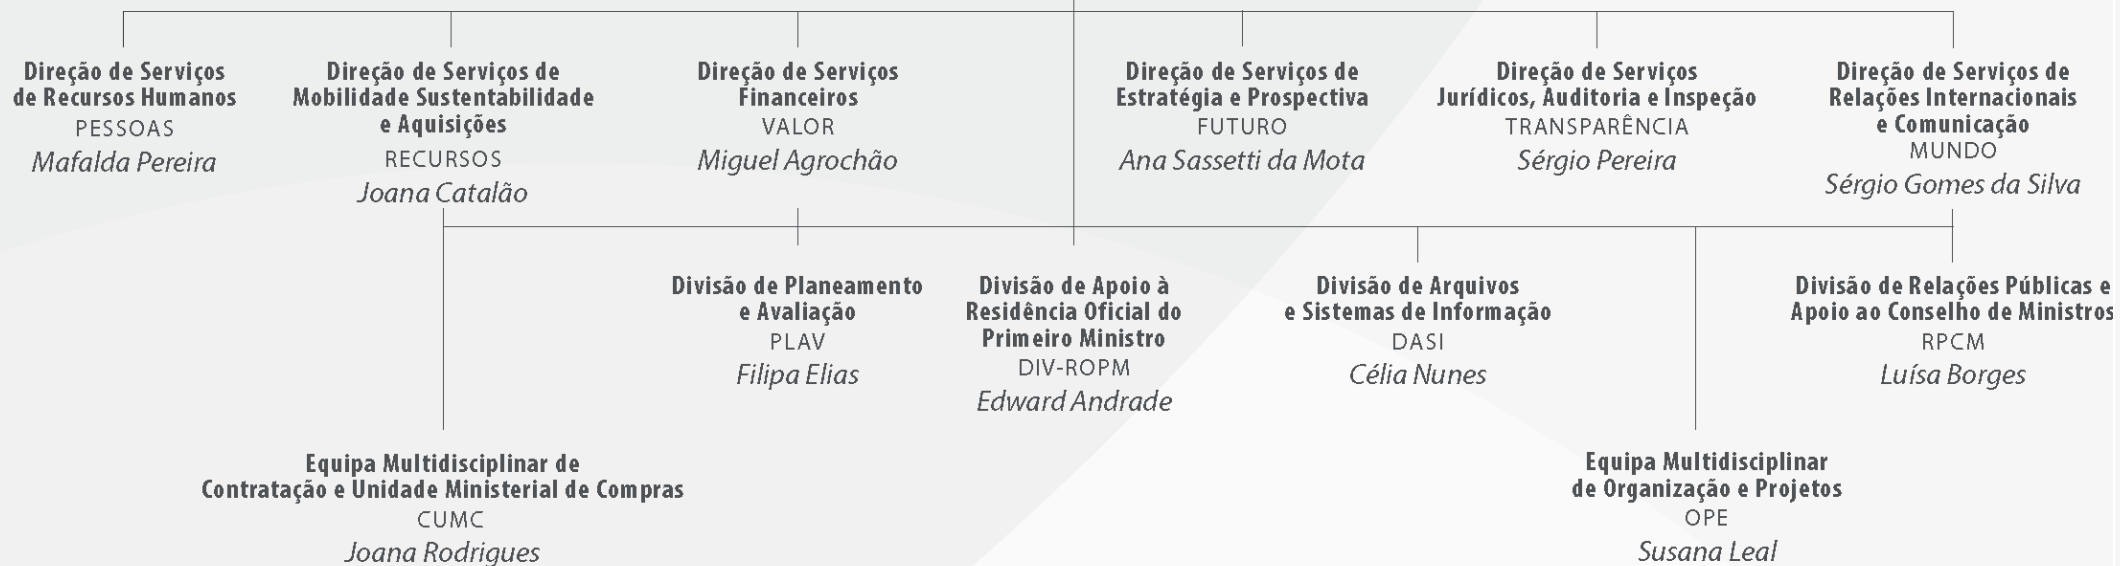 Direção de Serviços
de Recursos Humanos
PESSOAS
Mafalda Pereira
Direção de Serviços de
Mobilidade Sustentabilidade
e Aquisições
RECURSOS
Joana Catalão
Direção de Serviços
Financeiros
VALOR
Miguel Agrochão
Direção de Serviços de
Estratégia e Prospectiva
FUTURO
Ana Sassetti da Mota
Direção de Serviços
Jurídicos, Auditoria e Inspeção
TRANSPARÊNCIA
Sérgio Pereira
Direção de Serviços de
Relações Internacionais
e Comunicação
MUNDO
Sérgio Gomes da Silva
Divisão de Planeamento
e Avaliação
PLAV
Filipa Elias
Divisão de Apoio à
Residência Oficial do
Primeiro Ministro
DIV-ROPM
Edward Andrade
Divisão de Arquivos
e Sistemas de Informação
DASI
Célia Nunes
Divisão de Relações Públicas e
Apoio ao Conselho de Ministros
RPCM
Luísa Borges
Equipa Multidisciplinar de
Contratação e Unidade Ministerial de Compras
CUMC
Joana Rodrigues
Equipa Multidisciplinar
de Organização e Projetos
OPE
Susana Leal